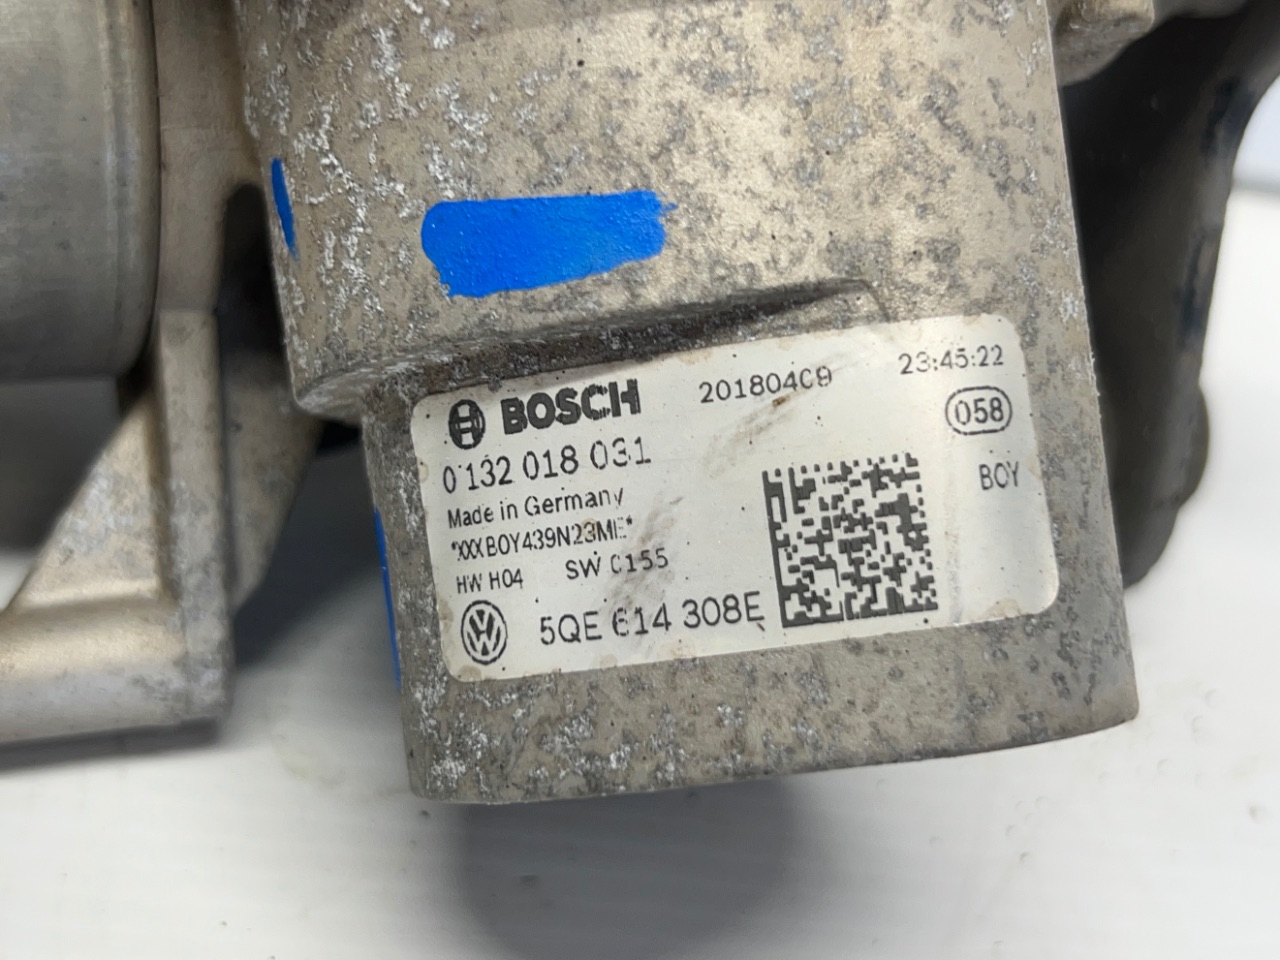 BOSCH 20180409 23:45:22
0 132 018 031 058
Made in Germany BOY
*XXXBOY439N23ME*
HW H04 SW 0155
5QE 614 308E